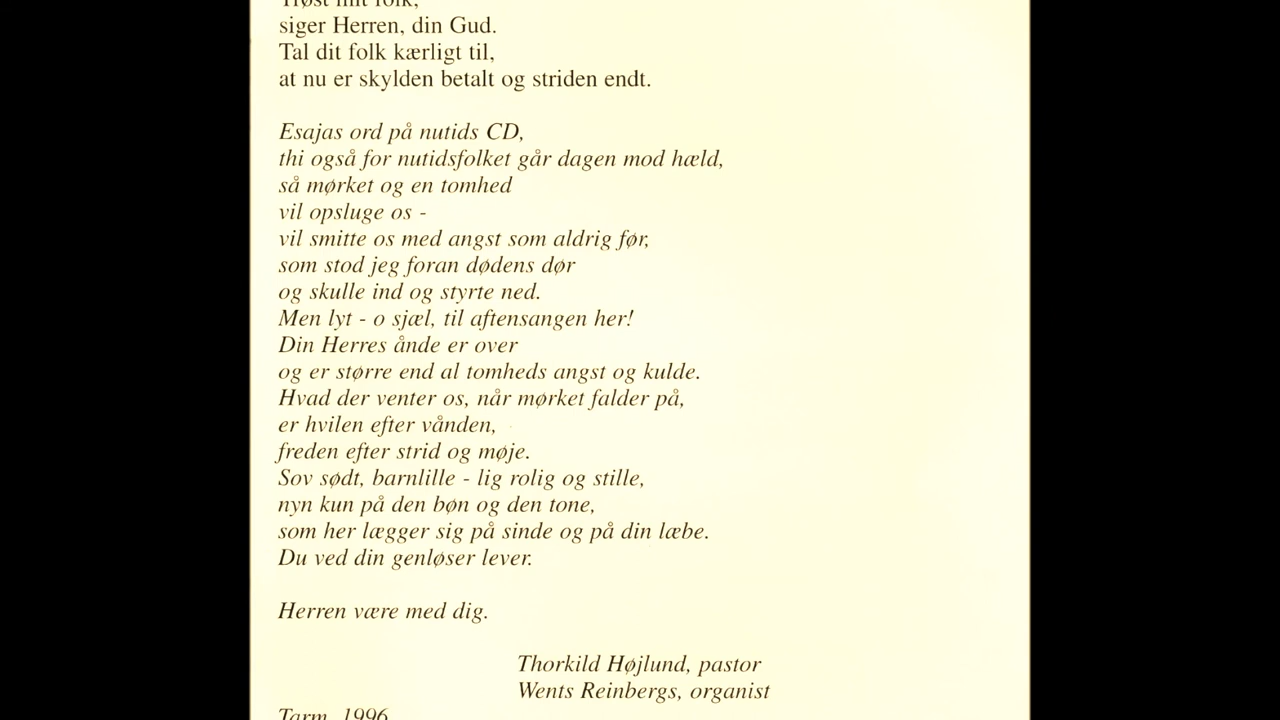 Trøst mit folk,
siger Herren, din Gud.
Tal dit folk kærligt til,
at nu er skylden betalt og striden endt.
Esajas ord på nutids CD,
thi også for nutidsfolket går dagen mod hæld,
så mørket og en tomhed
vil opsluge os -
vil smitte os med angst som aldrig før,
som stod jeg foran dødens dør
og skulle ind og styrte ned.
Men lyt - o sjæl, til aftensangen her!
Din Herres ånde er over
og er større end al tomheds angst og kulde.
Hvad der venter os, når mørket falder på,
er hvilen efter vånden,
freden efter strid og møje.
Sov sødt, barnlille - lig rolig og stille,
nyn kun på den bøn og den tone,
som her lægger sig på sinde og på din læbe.
Du ved din genløser lever.
Herren være med dig.
Thorkild Højlund, pastor
Wents Reinbergs, organist
Tarm, 1996